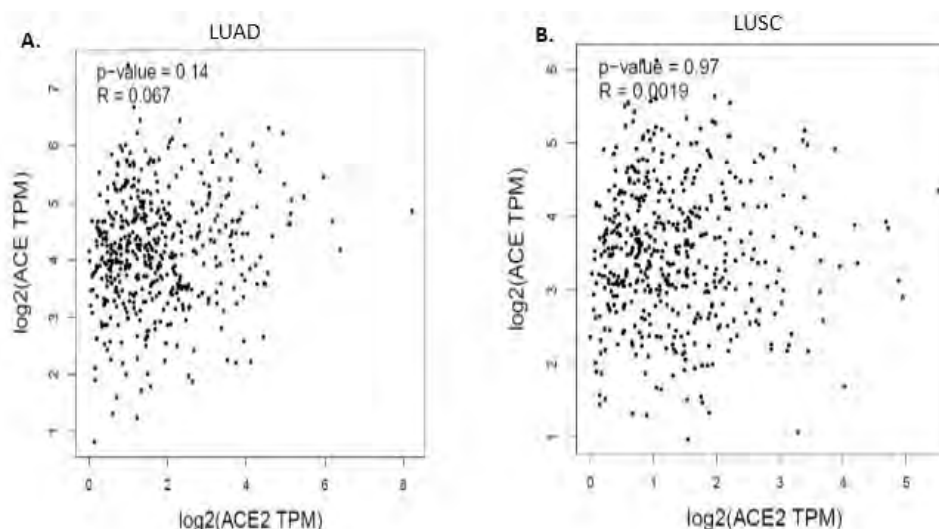 A.
LUAD
p-value = 0.14
R = 0.067
log2(ACE TPM)
1
2
3
4
5
6
7
0
2
4
6
8
log2(ACE2 TPM)
B.
LUSC
p-value = 0.97
R = 0.0019
log2(ACE TPM)
1
2
3
4
5
6
0
1
2
3
4
5
log2(ACE2 TPM)